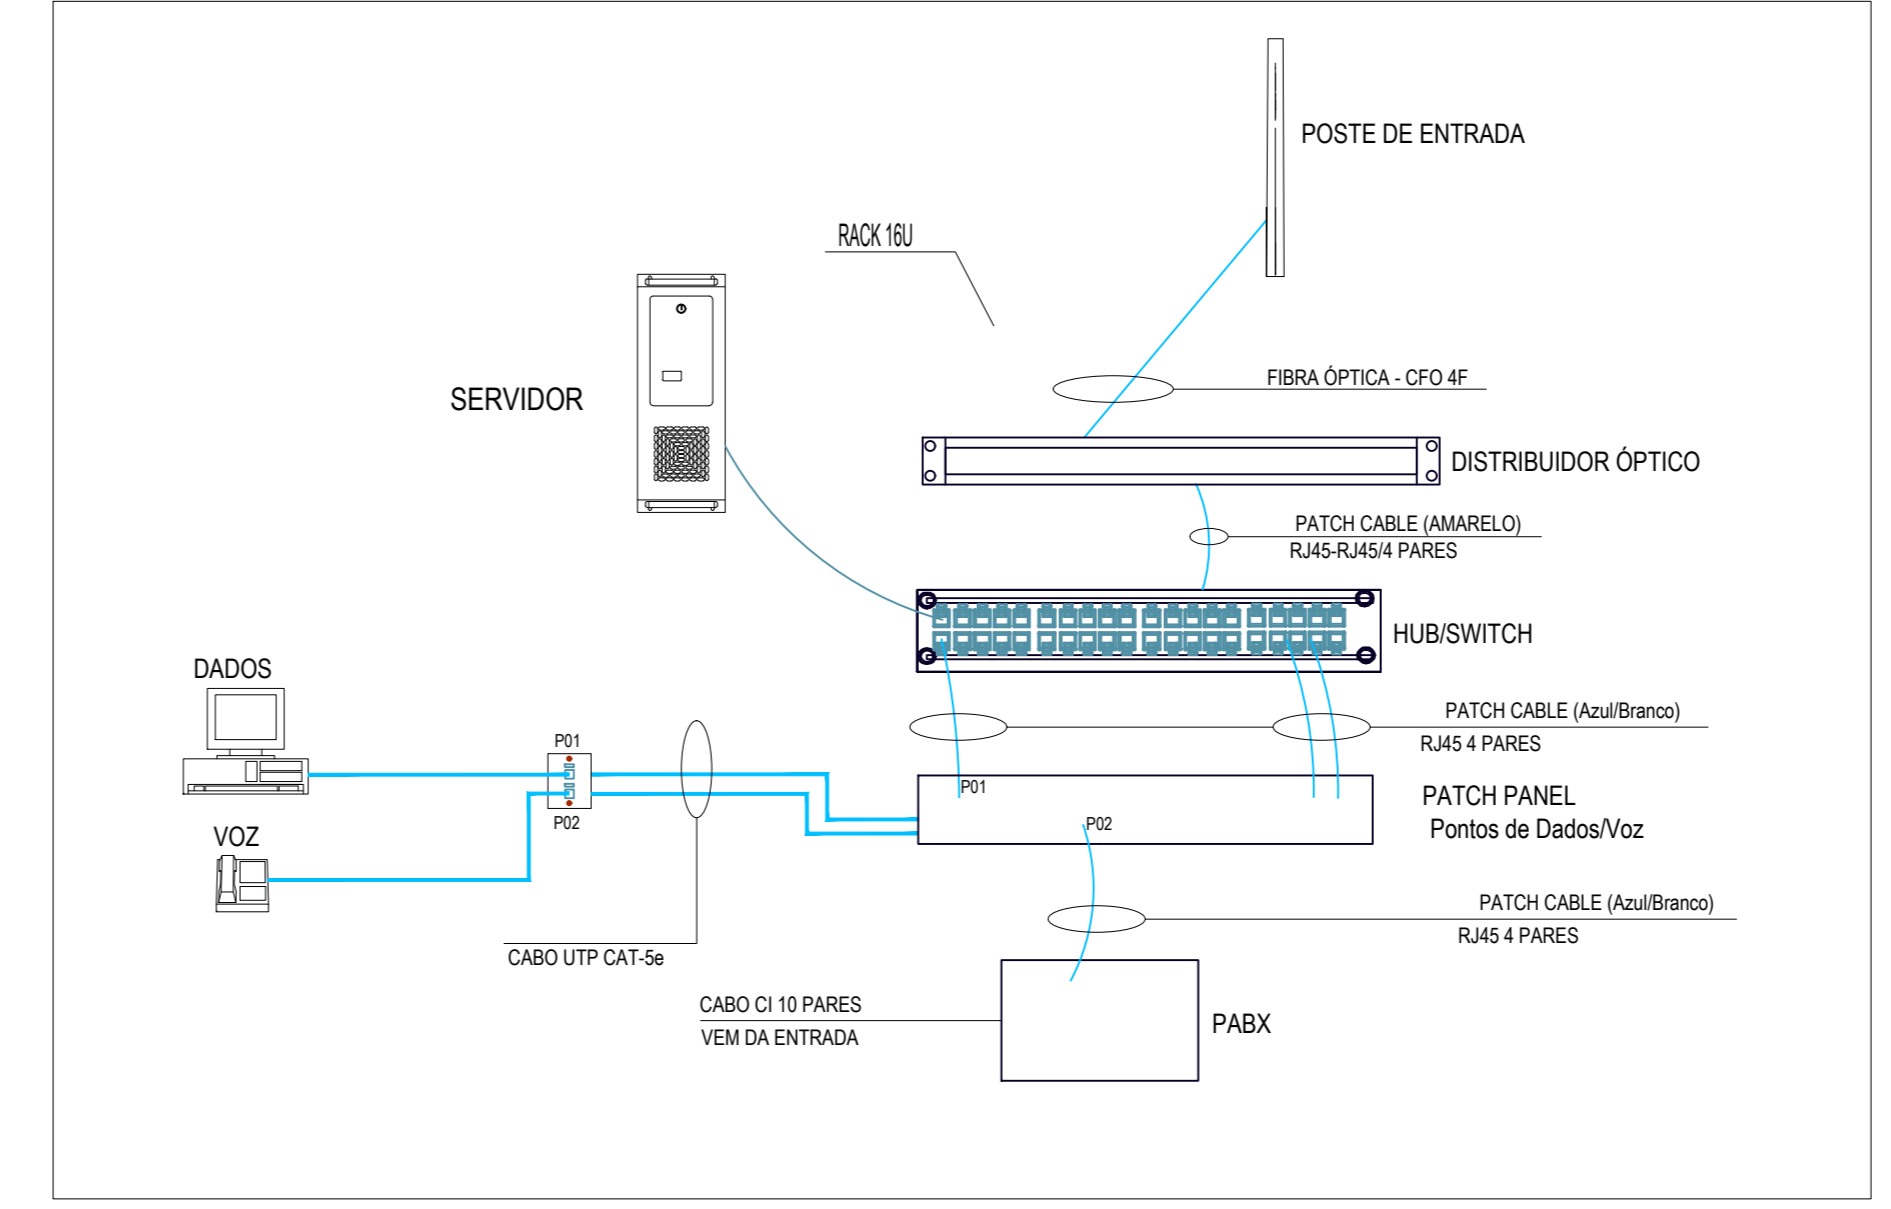 POSTE DE ENTRADA
RACK 16U
FIBRA ÓPTICA - CFO 4F
SERVIDOR
DISTRIBUIDOR ÓPTICO
PATCH CABLE (AMARELO)
RJ45-RJ45/4 PARES
HUB/SWITCH
DADOS
PATCH CABLE (Azul/Branco)
RJ45 4 PARES
P01
P01
PATCH PANEL
Pontos de Dados/Voz
P02
P02
VOZ
PATCH CABLE (Azul/Branco)
RJ45 4 PARES
CABO UTP CAT-5e
CABO CI 10 PARES
VEM DA ENTRADA
PABX